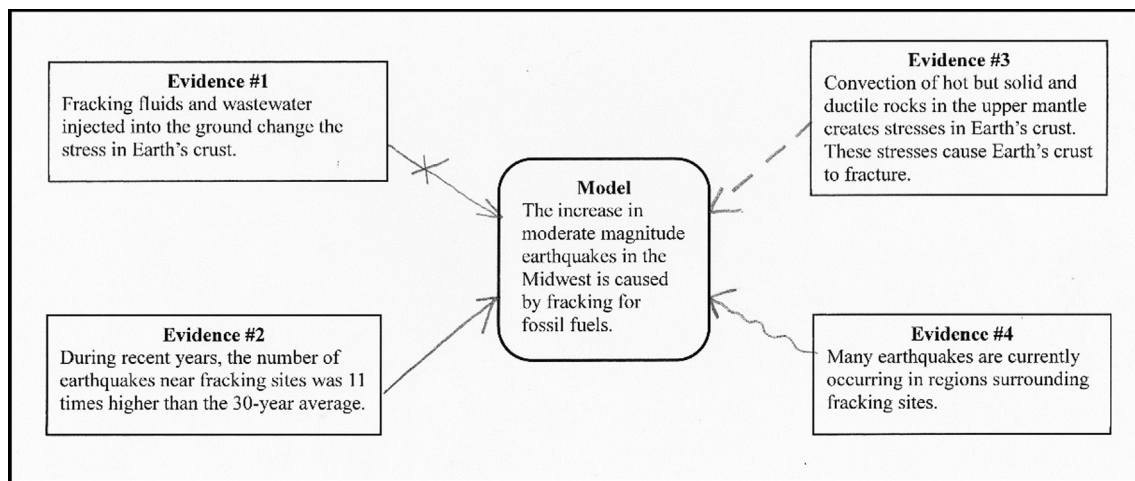 Evidence #1
Fracking fluids and wastewater
injected into the ground change the
stress in Earth's crust.
Evidence #2
During recent years, the number of
earthquakes near fracking sites was 11
times higher than the 30-year average.
Model
The increase in
moderate magnitude
earthquakes in the
Midwest is caused
by fracking for
fossil fuels.
Evidence #3
Convection of hot but solid and
ductile rocks in the upper mantle
creates stresses in Earth's crust.
These stresses cause Earth's crust
to fracture.
Evidence #4
Many earthquakes are currently
occurring in regions surrounding
fracking sites.